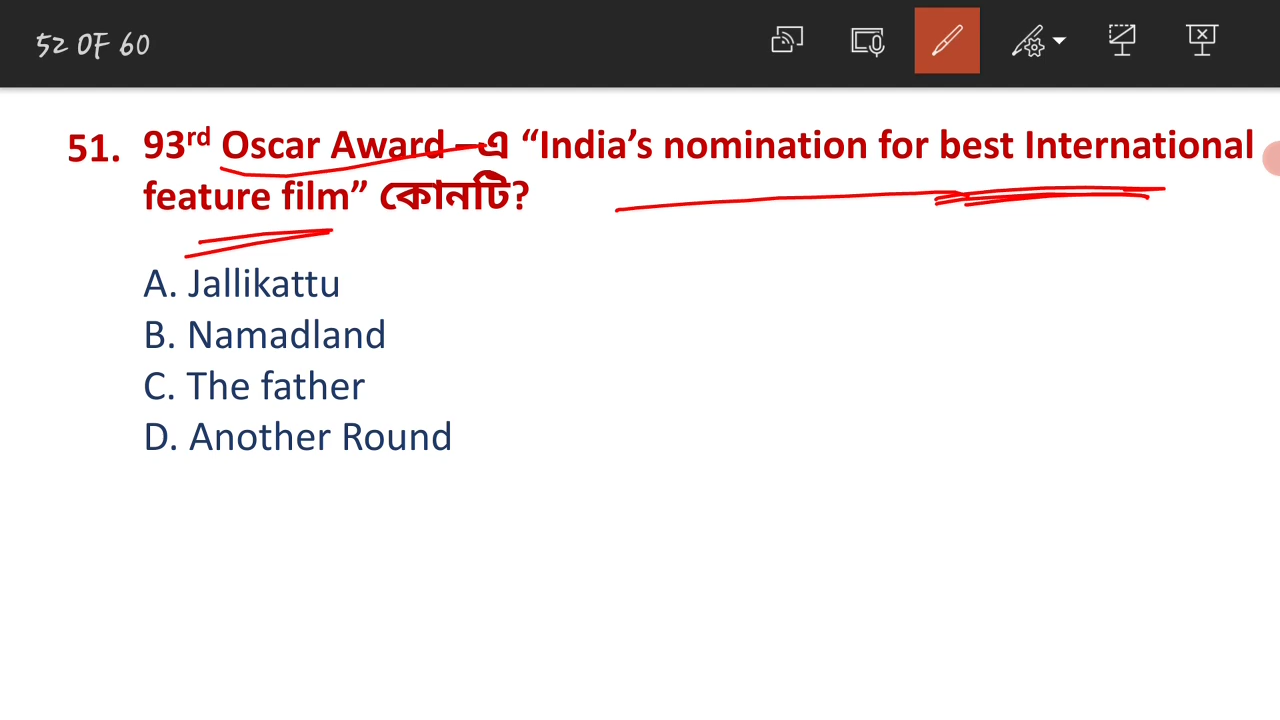 52 OF 60
51. 93rd Oscar Award –এ “India’s nomination for best International
feature film” কোনটি?
A. Jallikattu
B. Namadland
C. The father
D. Another Round